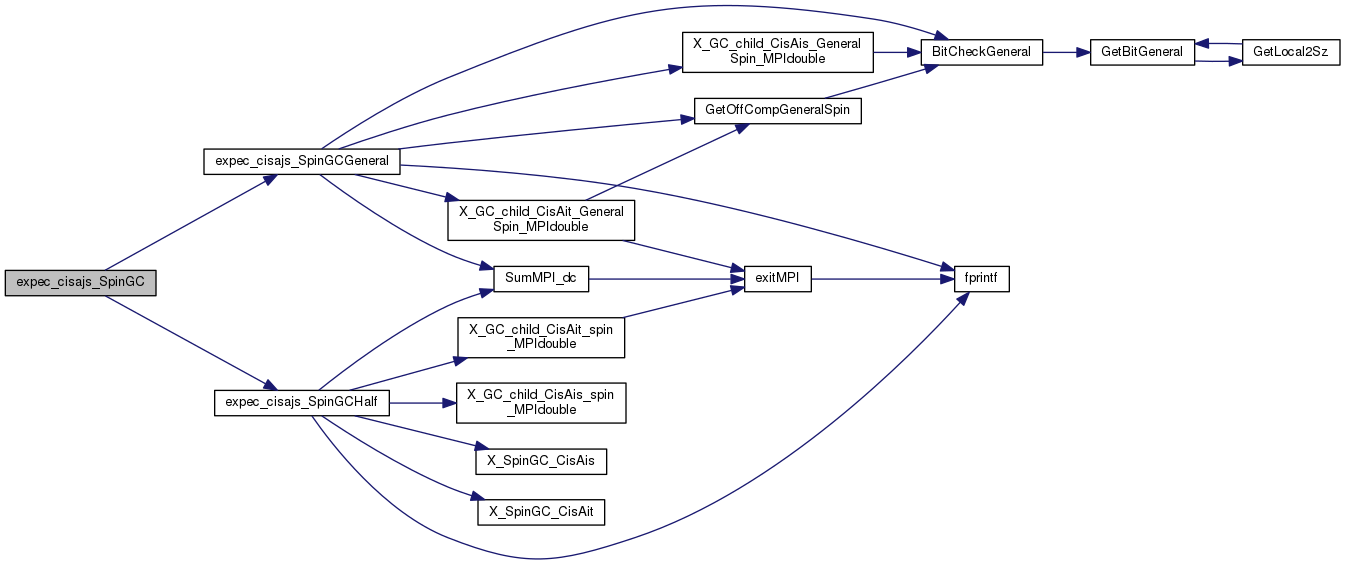 X_GC_child_CisAis_General
Spin_MPIdouble
BitCheckGeneral
GetBitGeneral
GetLocal2Sz
GetOffCompGeneralSpin
expec_cisajs_SpinGCGeneral
X_GC_child_CisAit_General
Spin_MPIdouble
expec_cisajs_SpinGC
SumMPI_dc
exitMPI
fprintf
X_GC_child_CisAit_spin
_MPIdouble
expec_cisajs_SpinGCHalf
X_GC_child_CisAis_spin
_MPIdouble
X_SpinGC_CisAis
X_SpinGC_CisAit